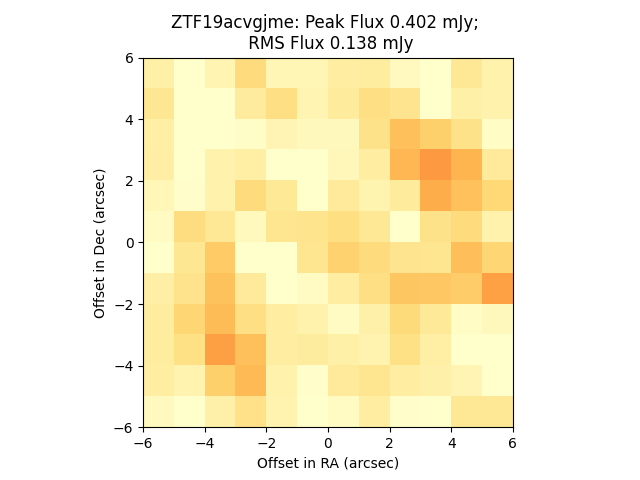 ZTF19acvgjme: Peak Flux 0.402 mJy;
RMS Flux 0.138 mJy
6
4
2
0
−2
−4
−6
Offset in Dec (arcsec)
−6 −4 −2 0 2 4 6
Offset in RA (arcsec)